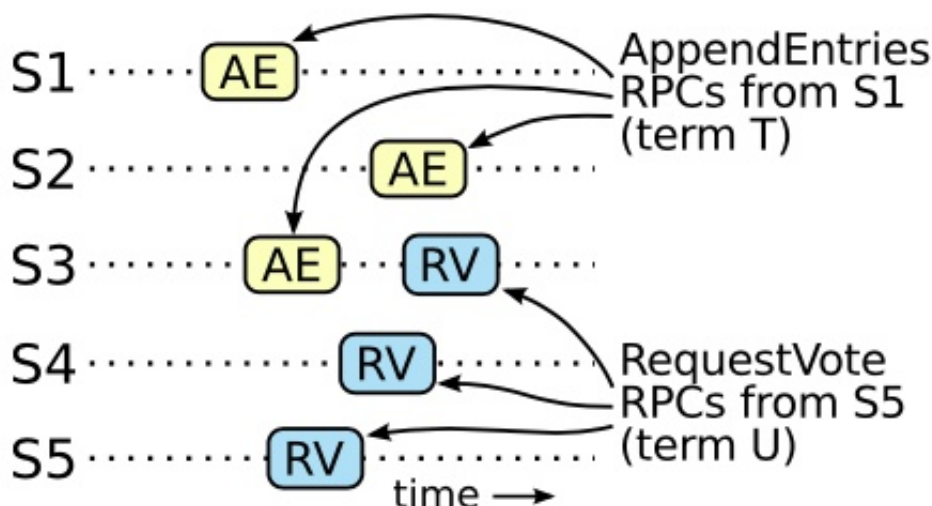 S1
AE
AppendEntries
RPCs from S1
(term T)
S2
AE
S3
AE
RV
S4
RV
RequestVote
RPCs from S5
(term U)
S5
RV
time